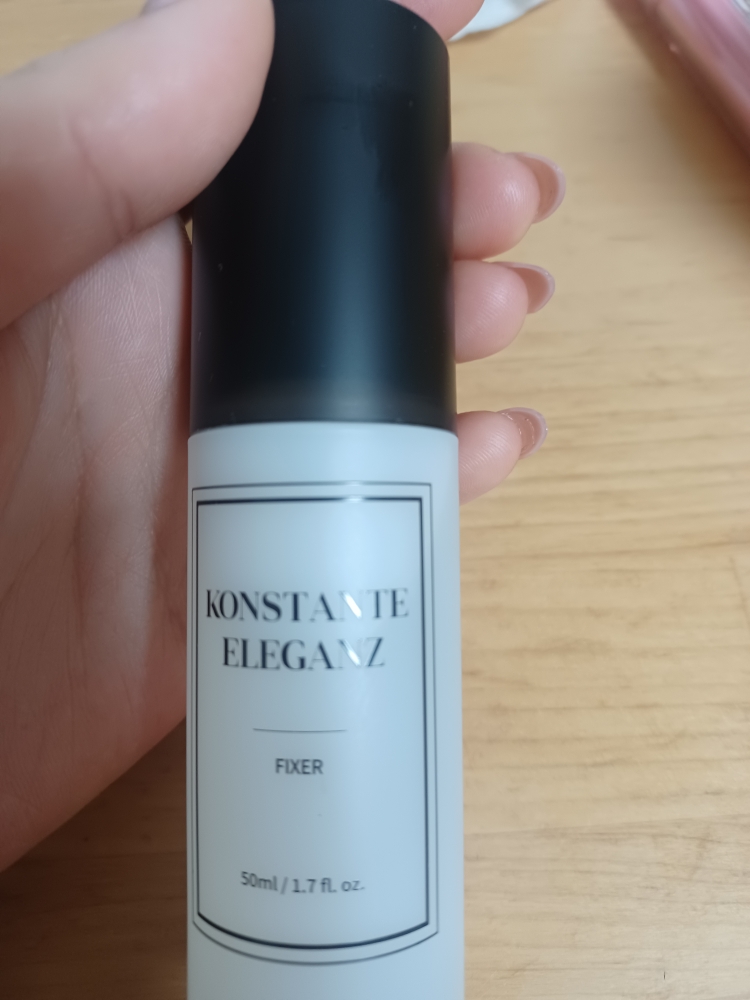 KONSTANTE
ELEGANZ
FIXER
50ml / 1.7 fl. oz.